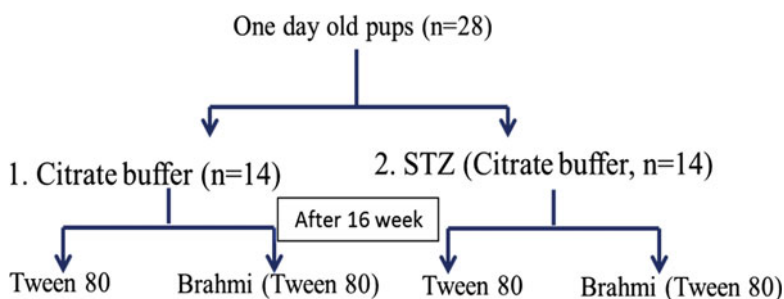 One day old pups (n=28)
1. Citrate buffer (n=14)
2. STZ (Citrate buffer, n=14)
After 16 week
Tween 80
Brahmi (Tween 80)
Tween 80
Brahmi (Tween 80)